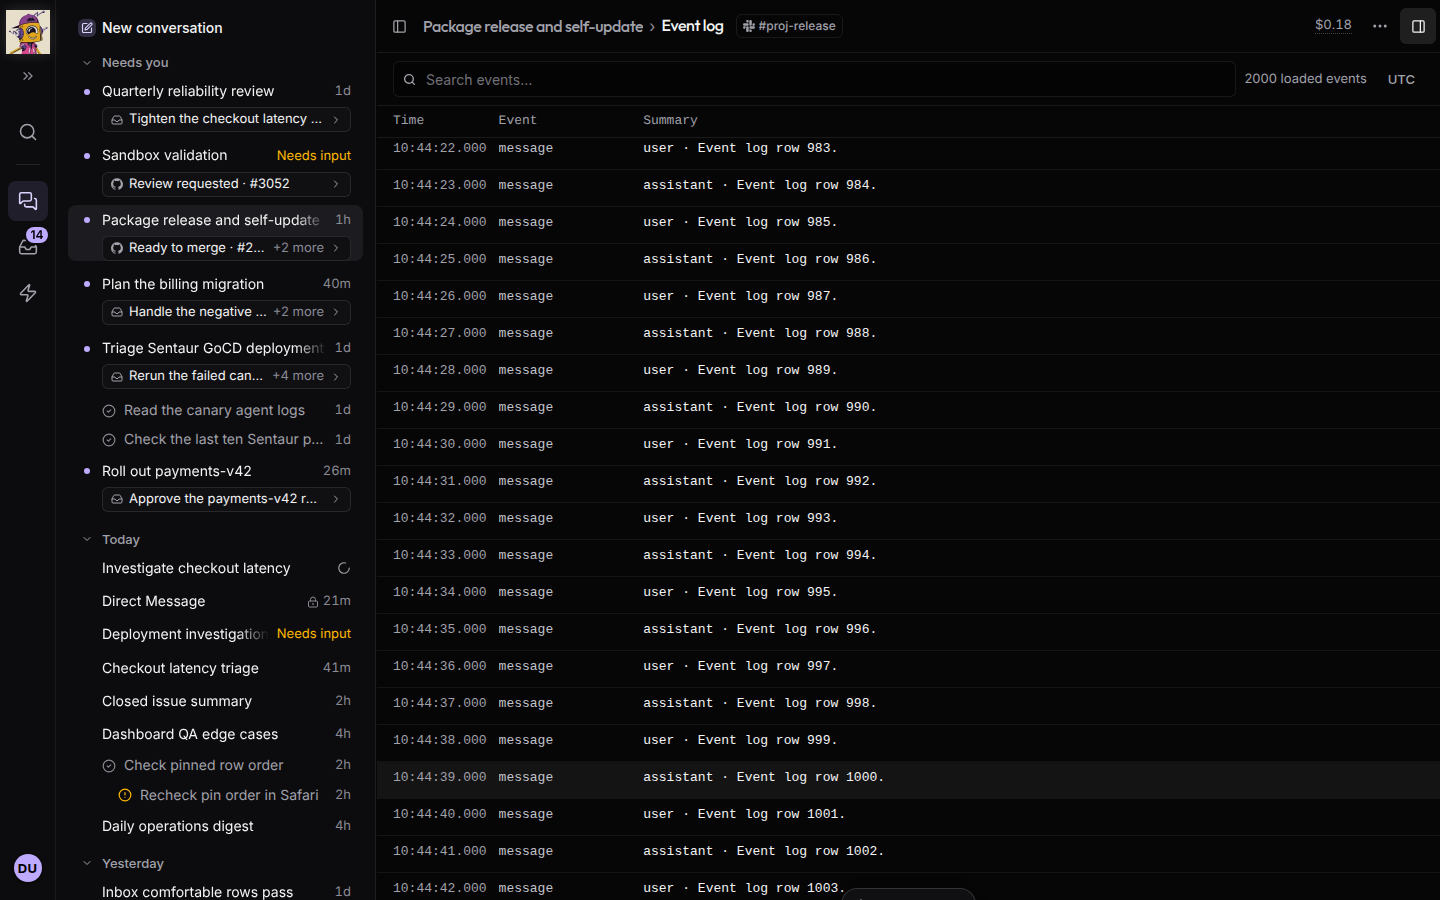 New conversation
Needs you
Quarterly reliability review 1d
Tighten the checkout latency ...
Sandbox validation Needs input
Review requested · #3052
Package release and self-update 1h
Ready to merge · #2... +2 more
14
Plan the billing migration 40m
Handle the negative ... +2 more
Triage Sentaur GoCD deployment 1d
Rerun the failed can... +4 more
Read the canary agent logs 1d
Check the last ten Sentaur p... 1d
Roll out payments-v42 26m
Approve the payments-v42 r...
Today
Investigate checkout latency
Direct Message 21m
Deployment investigation Needs input
Checkout latency triage 41m
Closed issue summary 2h
Dashboard QA edge cases 4h
Check pinned row order 2h
Recheck pin order in Safari 2h
Daily operations digest 4h
Yesterday
Inbox comfortable rows pass 1d
DU
Package release and self-update › Event log #proj-release $0.18
Search events... 2000 loaded events UTC
Time Event Summary
10:44:22.000 message user · Event log row 983.
10:44:23.000 message assistant · Event log row 984.
10:44:24.000 message user · Event log row 985.
10:44:25.000 message assistant · Event log row 986.
10:44:26.000 message user · Event log row 987.
10:44:27.000 message assistant · Event log row 988.
10:44:28.000 message user · Event log row 989.
10:44:29.000 message assistant · Event log row 990.
10:44:30.000 message user · Event log row 991.
10:44:31.000 message assistant · Event log row 992.
10:44:32.000 message user · Event log row 993.
10:44:33.000 message assistant · Event log row 994.
10:44:34.000 message user · Event log row 995.
10:44:35.000 message assistant · Event log row 996.
10:44:36.000 message user · Event log row 997.
10:44:37.000 message assistant · Event log row 998.
10:44:38.000 message user · Event log row 999.
10:44:39.000 message assistant · Event log row 1000.
10:44:40.000 message user · Event log row 1001.
10:44:41.000 message assistant · Event log row 1002.
10:44:42.000 message user · Event log row 1003.